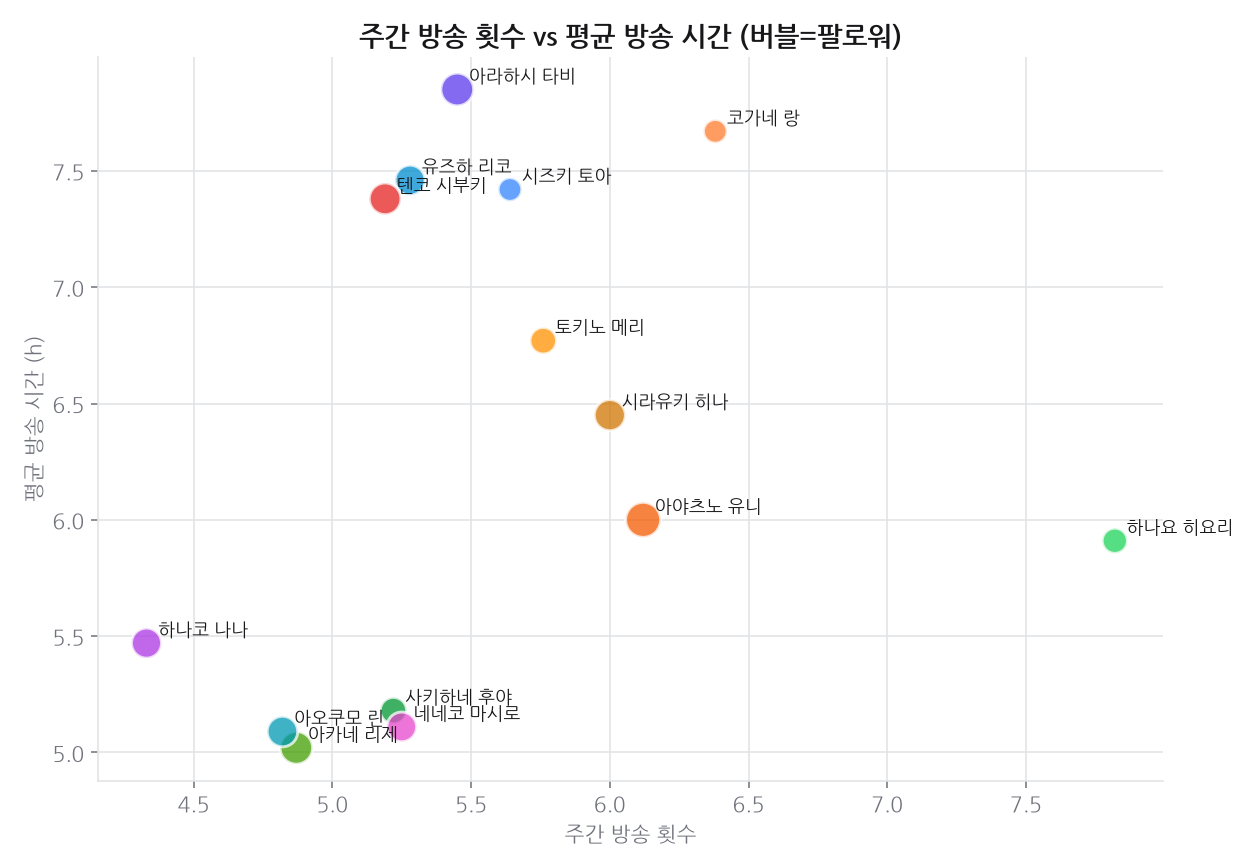 주간 방송 횟수 vs 평균 방송 시간 (버블=팔로워)
아라하시 타비
코가네 랑
유즈하 리코
시즈키 토아
텐코 시부키
토키노 메리
시라유키 히나
아야츠노 유니
하나요 히요리
하나코 나나
사키하네 후야
네네코 마시로
아오쿠모 린
아카네 리제
평균 방송 시간 (h)
7.5
7.0
6.5
6.0
5.5
5.0
4.5
5.0
5.5
6.0
6.5
7.0
7.5
주간 방송 횟수